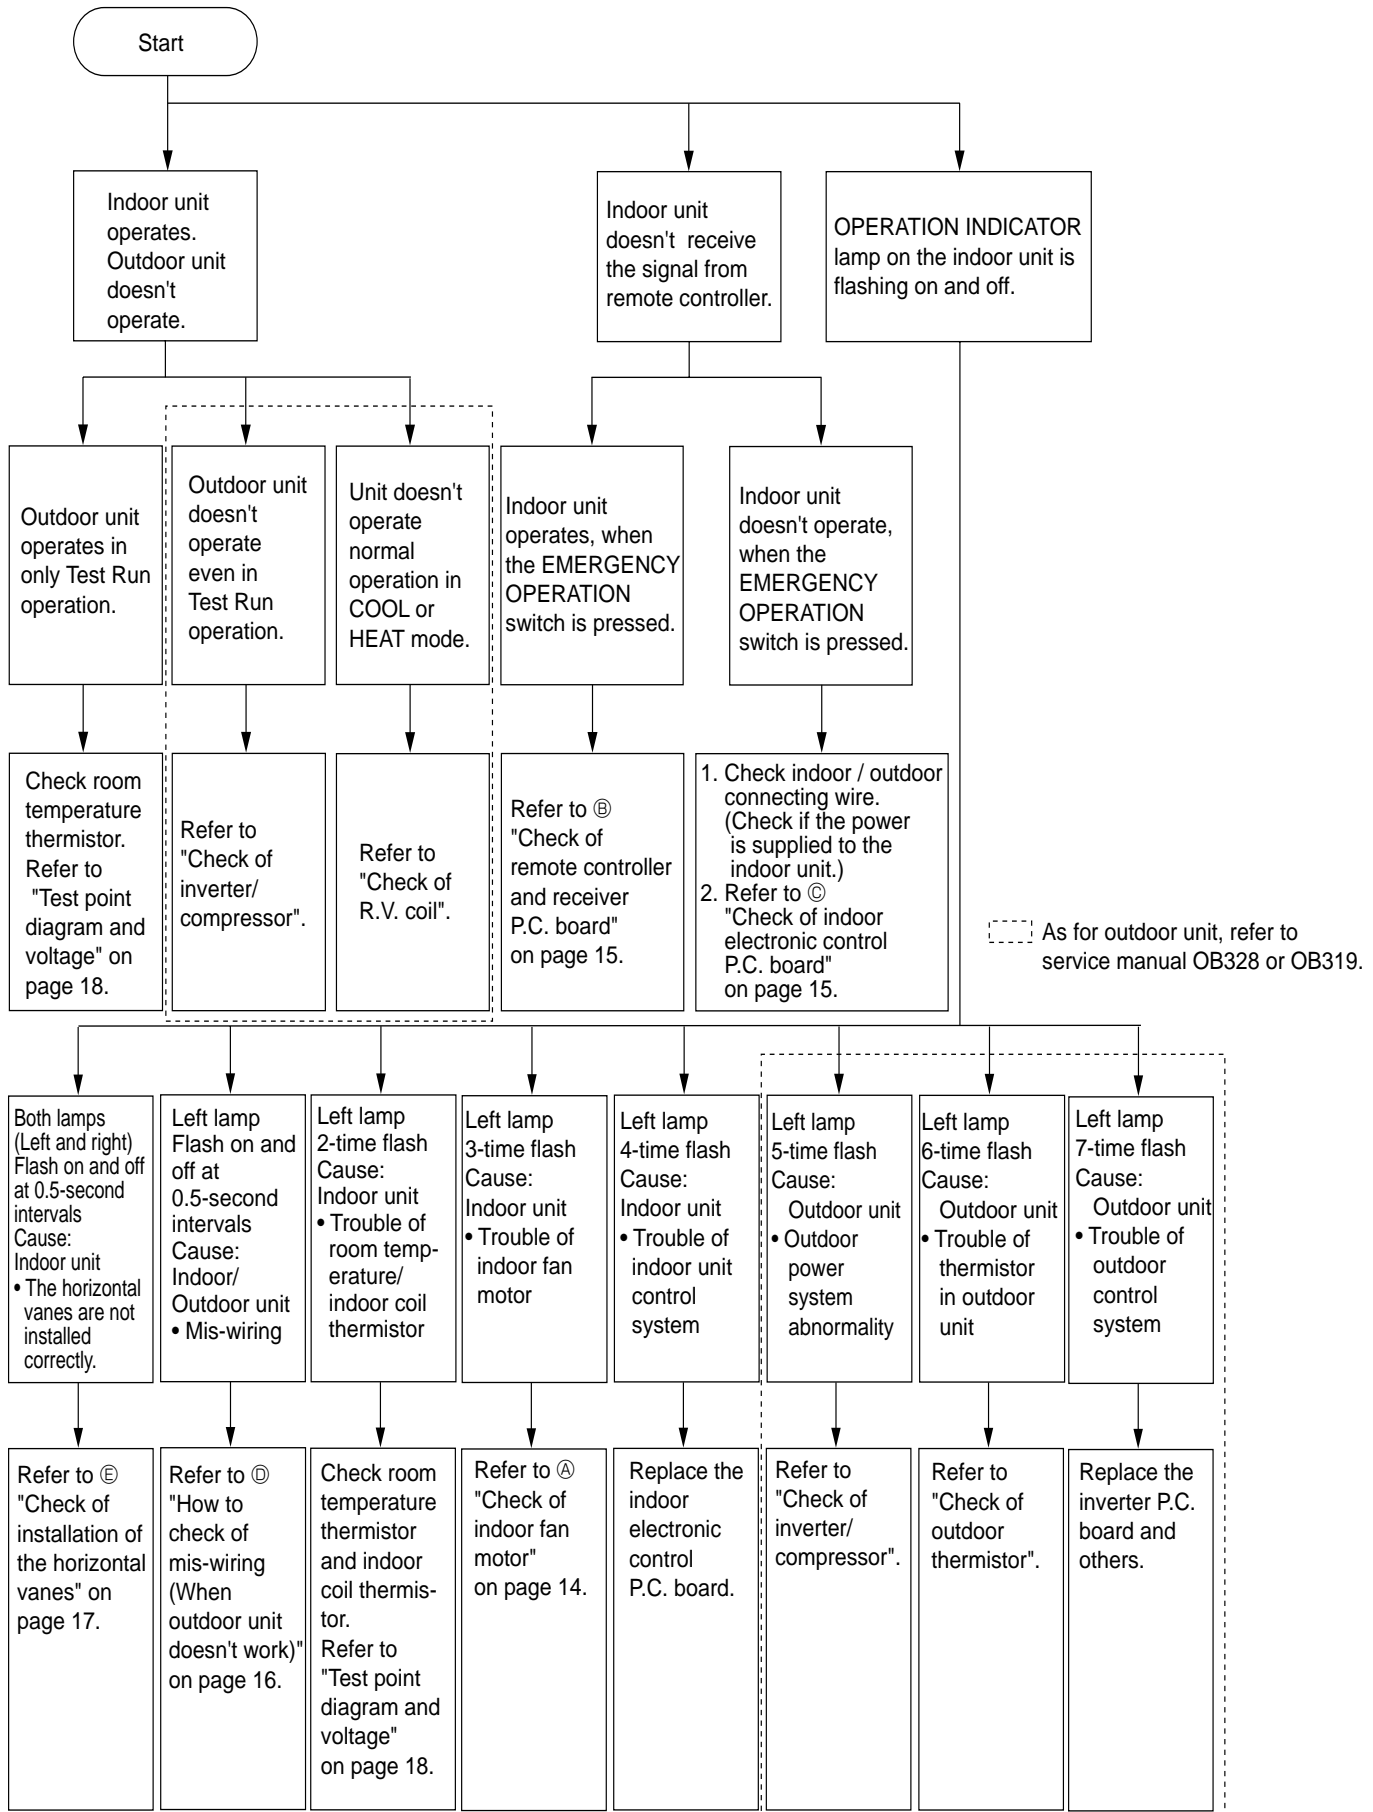 Start
Indoor unit
operates.
Outdoor unit
doesn't
operate.
Indoor unit
doesn't receive
the signal from
remote controller.
OPERATION INDICATOR
lamp on the indoor unit is
flashing on and off.
Outdoor unit
operates in
only Test Run
operation.
Outdoor unit
doesn't
operate
even in
Test Run
operation.
Unit doesn't
operate
normal
operation in
COOL or
HEAT mode.
Indoor unit
operates, when
the EMERGENCY
OPERATION
switch is pressed.
Indoor unit
doesn't operate,
when the
EMERGENCY
OPERATION
switch is pressed.
Check room
temperature
thermistor.
Refer to
"Test point
diagram and
voltage" on
page 18.
Refer to
"Check of
inverter/
compressor".
Refer to
"Check of
R.V. coil".
Refer to Ⓑ
"Check of
remote controller
and receiver
P.C. board"
on page 15.
1. Check indoor / outdoor
connecting wire.
(Check if the power
is supplied to the
indoor unit.)
2. Refer to Ⓒ
"Check of indoor
electronic control
P.C. board"
on page 15.
As for outdoor unit, refer to
service manual OB328 or OB319.
Both lamps
(Left and right)
Flash on and off
at 0.5-second
intervals
Cause:
Indoor unit
• The horizontal
vanes are not
installed
correctly.
Left lamp
Flash on and
off at
0.5-second
intervals
Cause:
Indoor/
Outdoor unit
• Mis-wiring
Left lamp
2-time flash
Cause:
Indoor unit
• Trouble of
room temp-
erature/
indoor coil
thermistor
Left lamp
3-time flash
Cause:
Indoor unit
• Trouble of
indoor fan
motor
Left lamp
4-time flash
Cause:
Indoor unit
• Trouble of
indoor unit
control
system
Left lamp
5-time flash
Cause:
Outdoor unit
• Outdoor
power
system
abnormality
Left lamp
6-time flash
Cause:
Outdoor unit
• Trouble of
thermistor
in outdoor
unit
Left lamp
7-time flash
Cause:
Outdoor unit
• Trouble of
outdoor
control
system
Refer to Ⓔ
"Check of
installation of
the horizontal
vanes" on
page 17.
Refer to Ⓓ
"How to
check of
mis-wiring
(When
outdoor unit
doesn't work)"
on page 16.
Check room
temperature
thermistor
and indoor
coil thermis-
tor.
Refer to
"Test point
diagram and
voltage"
on page 18.
Refer to Ⓐ
"Check of
indoor fan
motor"
on page 14.
Replace the
indoor
electronic
control
P.C. board.
Refer to
"Check of
inverter/
compressor".
Refer to
"Check of
outdoor
thermistor".
Replace the
inverter P.C.
board and
others.